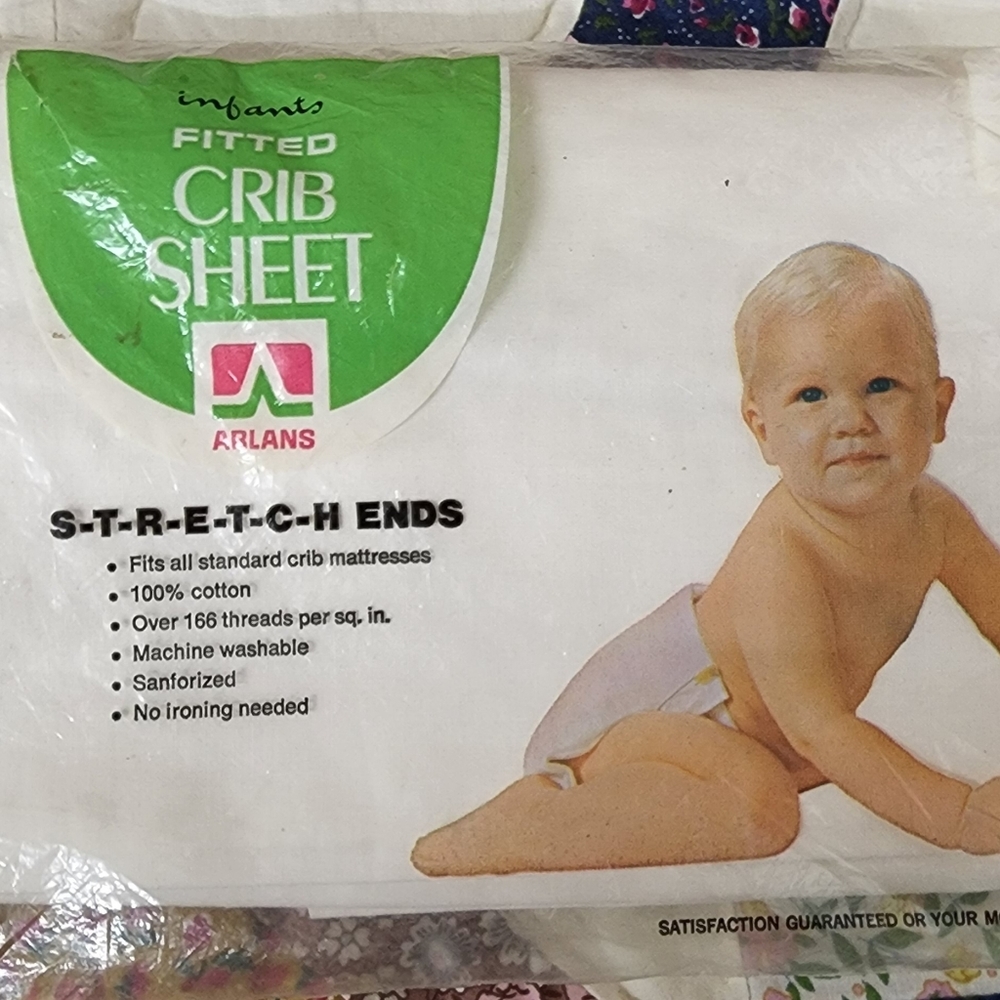 infants
FITTED
CRIB
SHEET
ARLANS
S-T-R-E-T-C-H ENDS
• Fits all standard crib mattresses
• 100% cotton
• Over 166 threads per sq. in.
• Machine washable
• Sanforized
• No ironing needed
SATISFACTION GUARANTEED OR YOUR